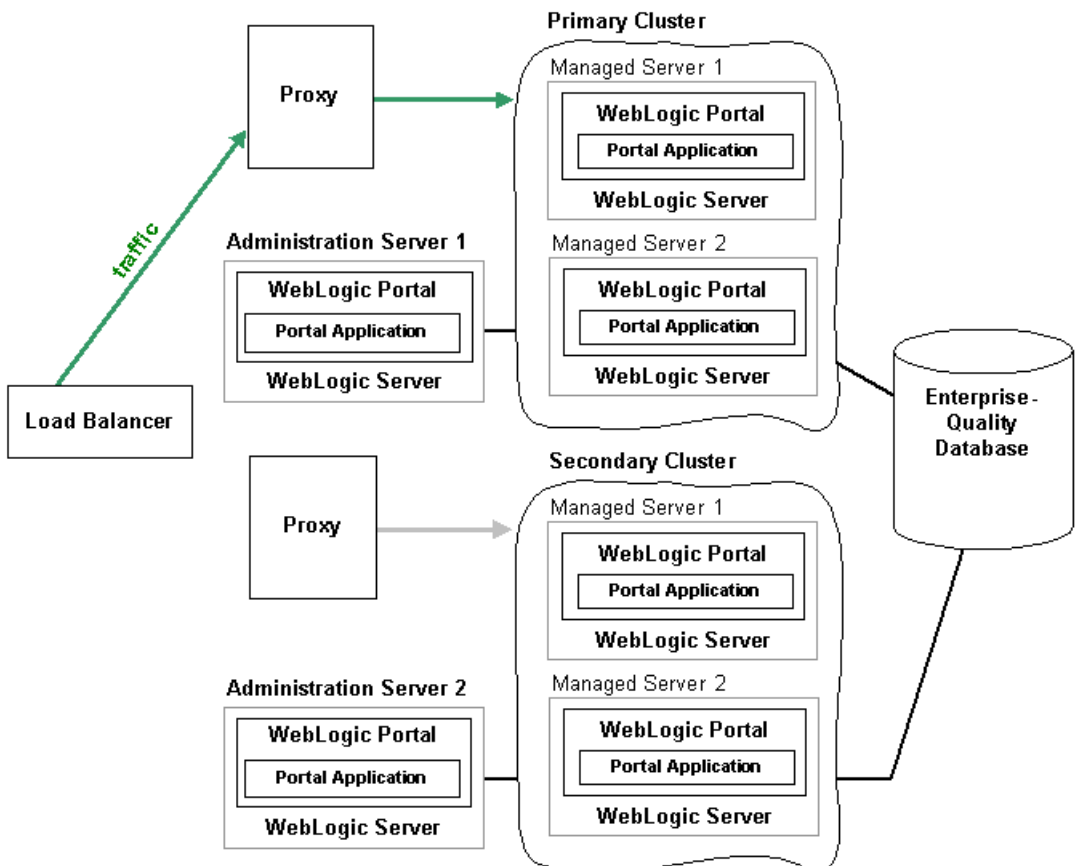 Primary Cluster
Managed Server 1
Proxy
WebLogic Portal
Portal Application
WebLogic Server
traffic
Administration Server 1
WebLogic Portal
Portal Application
WebLogic Server
Managed Server 2
WebLogic Portal
Portal Application
WebLogic Server
Load Balancer
Enterprise-
Quality
Database
Secondary Cluster
Managed Server 1
Proxy
WebLogic Portal
Portal Application
WebLogic Server
Administration Server 2
WebLogic Portal
Portal Application
WebLogic Server
Managed Server 2
WebLogic Portal
Portal Application
WebLogic Server